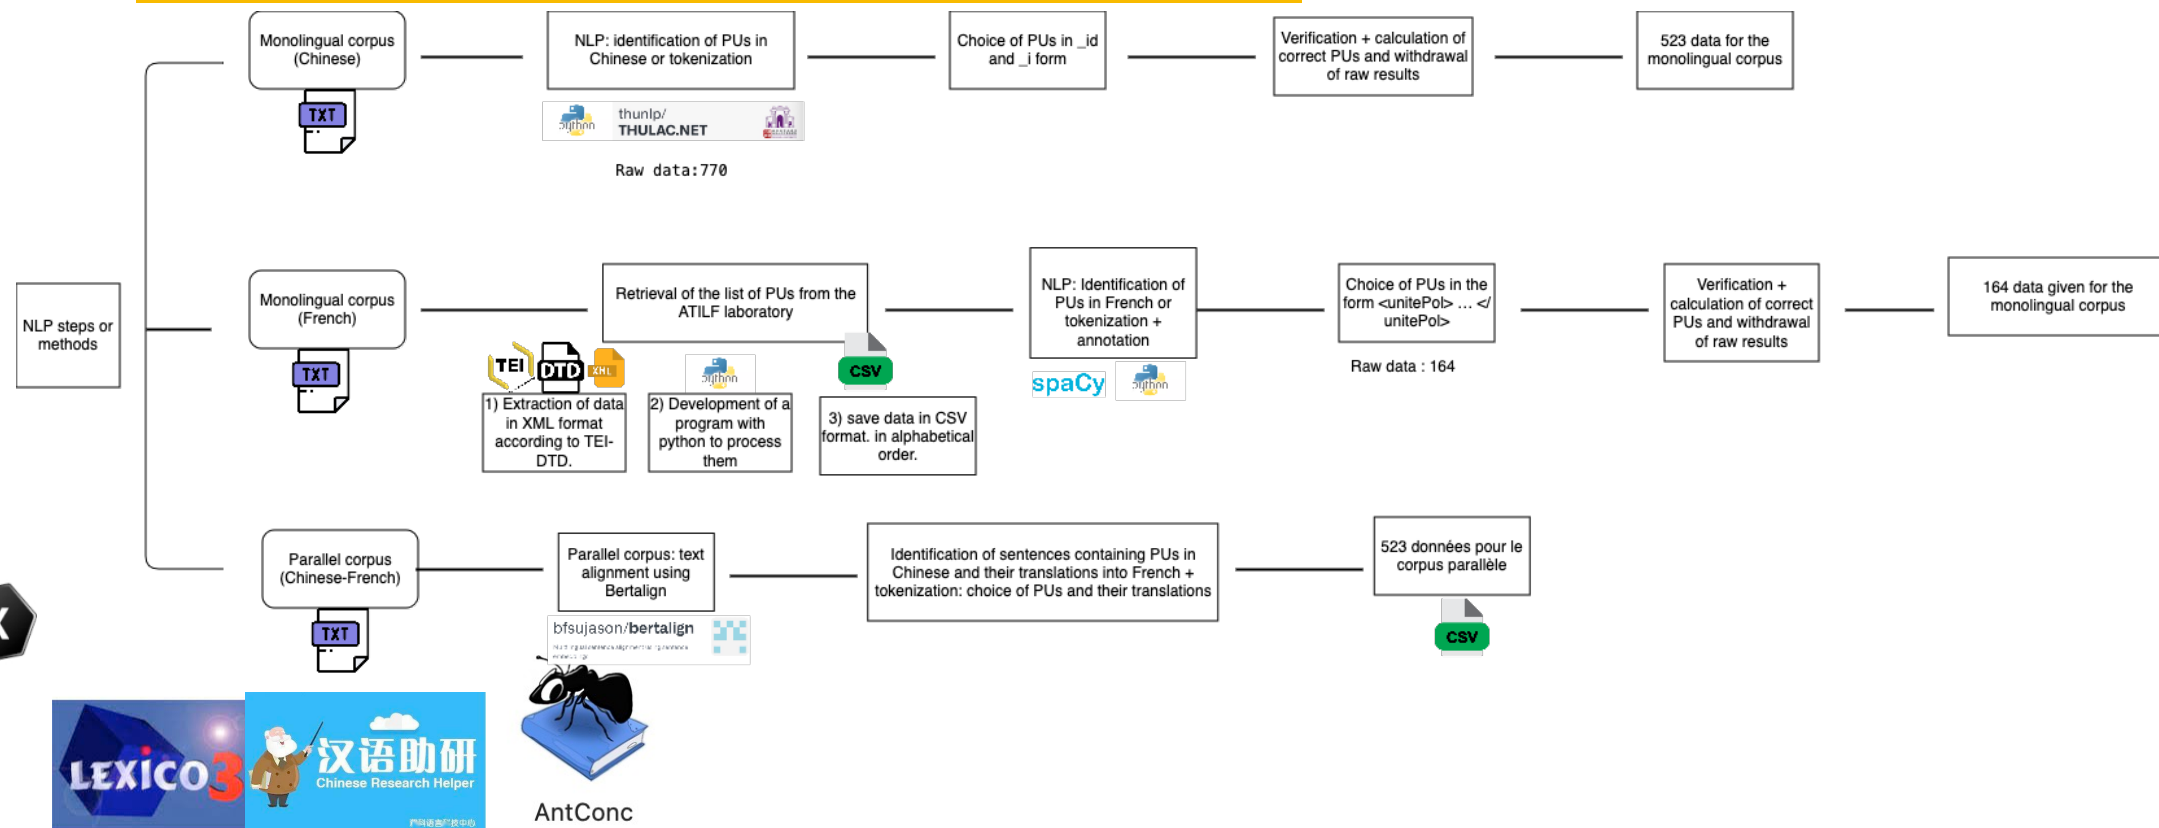 Monolingual corpus
(Chinese)
NLP: identification of PUs in
Chinese or tokenization
Choice of PUs in _id
and _i form
Verification + calculation of
correct PUs and withdrawal
of raw results
523 data for the
monolingual corpus
TXT
python
thunlp/
THULAC.NET
Raw data:770
NLP steps or
methods
Monolingual corpus
(French)
Retrieval of the list of PUs from the
ATILF laboratory
NLP: Identification of
PUs in French or
tokenization +
annotation
Choice of PUs in the
form <unitePol> ... </
unitePol>
Verification +
calculation of correct
PUs and withdrawal
of raw results
164 data given for the
monolingual corpus
Raw data : 164
TXT
TEI
DTD
XML
python
CSV
spaCy
python
1) Extraction of data
in XML format
according to TEI-
DTD.
2) Development of a
program with
python to process
them
3) save data in CSV
format. in alphabetical
order.
Parallel corpus
(Chinese-French)
Parallel corpus: text
alignment using
Bertalign
Identification of sentences containing PUs in
Chinese and their translations into French +
tokenization: choice of PUs and their translations
523 données pour le
corpus parallèle
TXT
bfsujason/bertalign
CSV
X
LEXICO3
汉语助研
Chinese Research Helper
AntConc